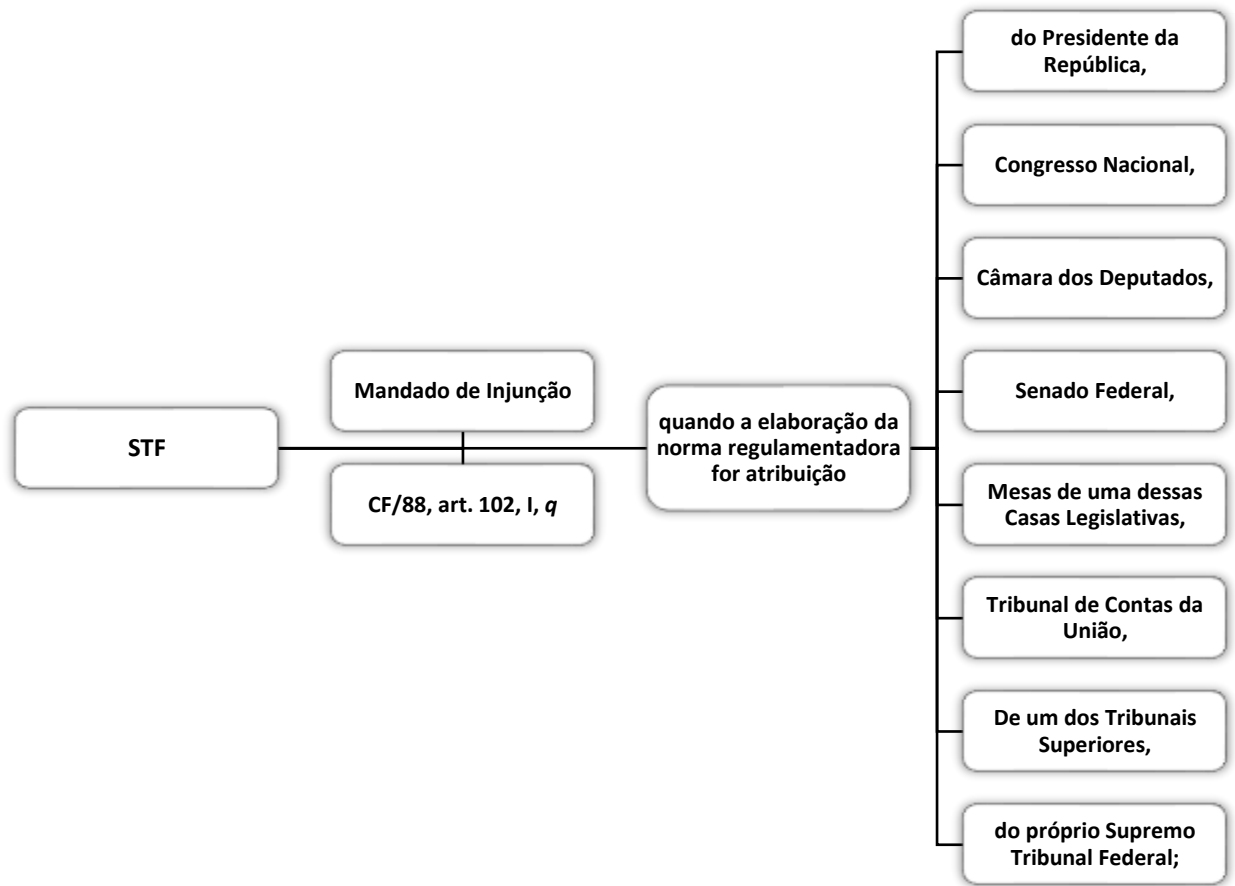 STF
Mandado de Injunção
CF/88, art. 102, I, q
quando a elaboração da
norma regulamentadora
for atribuição
do Presidente da
República,
Congresso Nacional,
Câmara dos Deputados,
Senado Federal,
Mesas de uma dessas
Casas Legislativas,
Tribunal de Contas da
União,
De um dos Tribunais
Superiores,
do próprio Supremo
Tribunal Federal;